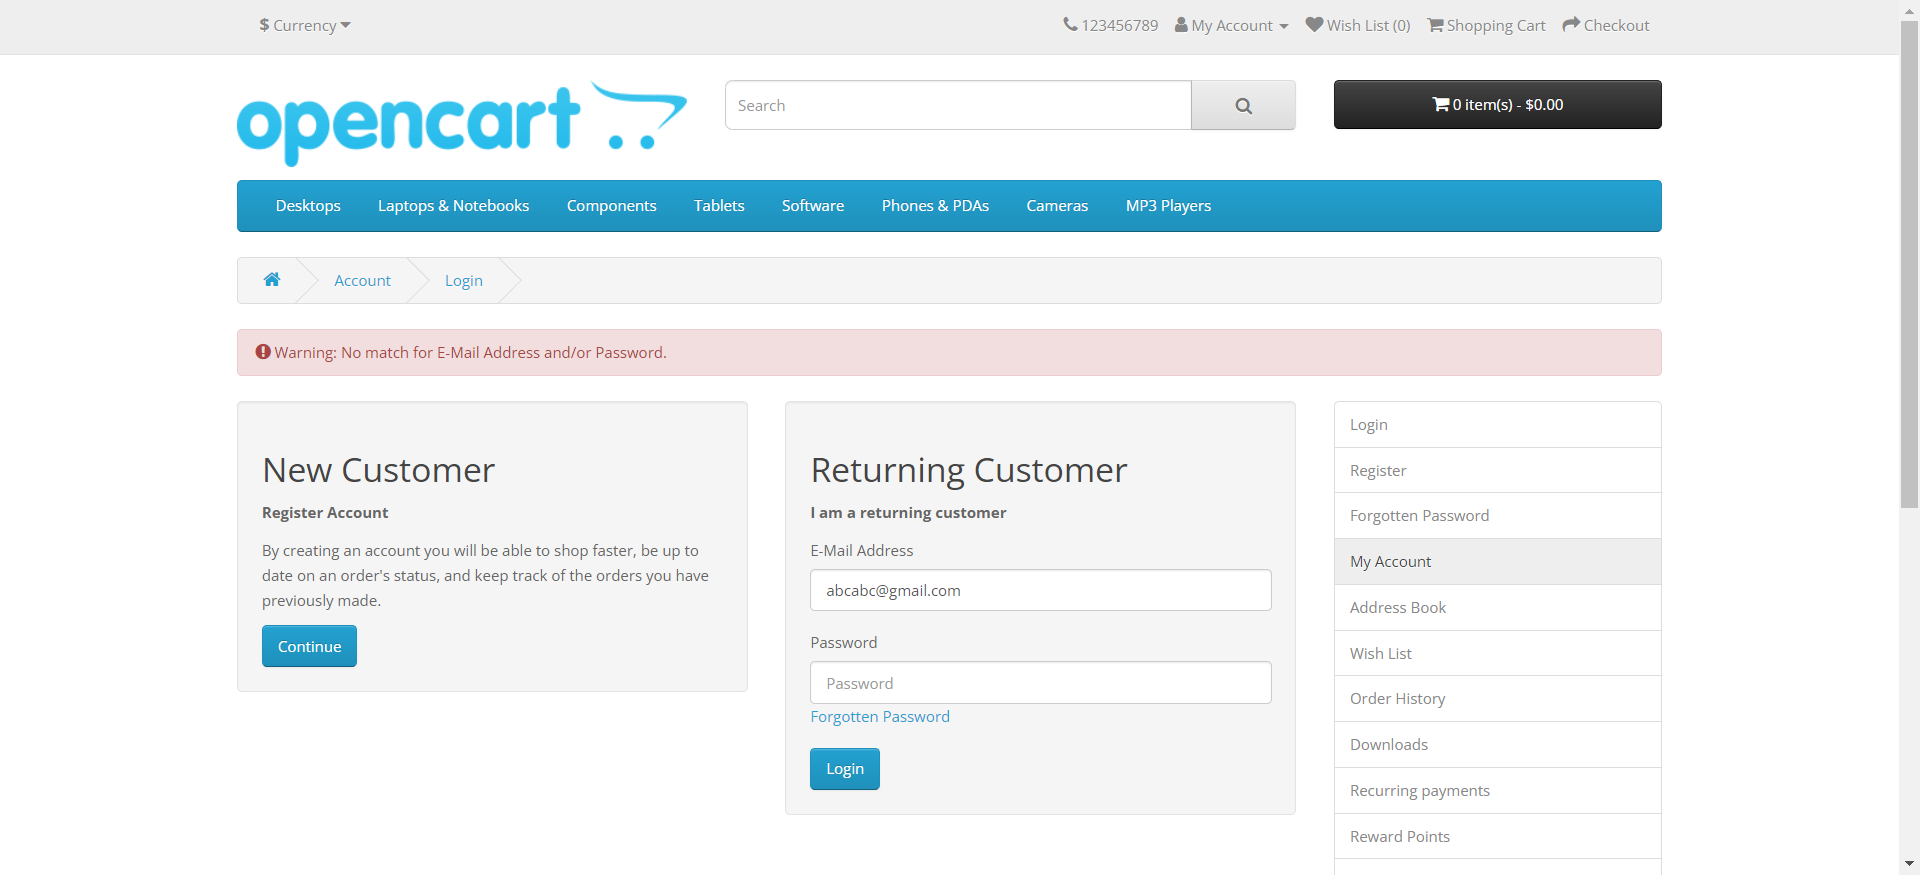 $ Currency
123456789 My Account Wish List (0) Shopping Cart Checkout
opencart
Search
0 item(s) - $0.00
Desktops Laptops & Notebooks Components Tablets Software Phones & PDAs Cameras MP3 Players
Account Login
Warning: No match for E-Mail Address and/or Password.
New Customer
Register Account
By creating an account you will be able to shop faster, be up to
date on an order's status, and keep track of the orders you have
previously made.
Continue
Returning Customer
I am a returning customer
E-Mail Address
abcabc@gmail.com
Password
Password
Forgotten Password
Login
Login
Register
Forgotten Password
My Account
Address Book
Wish List
Order History
Downloads
Recurring payments
Reward Points